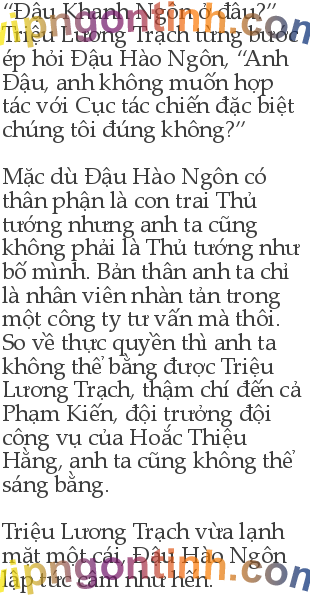 “Đậu Khanh Ngôn ở đâu?”
Triệu Lương Trạch từng bước
ép hỏi Đậu Hào Ngôn, “Anh
Đậu, anh không muốn hợp
tác với Cục tác chiến đặc biệt
chúng tôi đúng không?”
Mặc dù Đậu Hào Ngôn có
thân phận là con trai Thủ
tướng nhưng anh ta cũng
không phải là Thủ tướng như
bố mình. Bản thân anh ta chỉ
là nhân viên nhàn tản trong
một công ty tư vấn mà thôi.
So về thực quyền thì anh ta
không thể bằng được Triệu
Lương Trạch, thậm chí đến cả
Phạm Kiến, đội trưởng đội
công vụ của Hoắc Thiệu
Hằng, anh ta cũng không thể
sáng bằng.
Triệu Lương Trạch vừa lạnh
mặt một cái, Đậu Hào Ngôn
lập tức câm như hến.
vipngontinh.com
vipngontinh.com